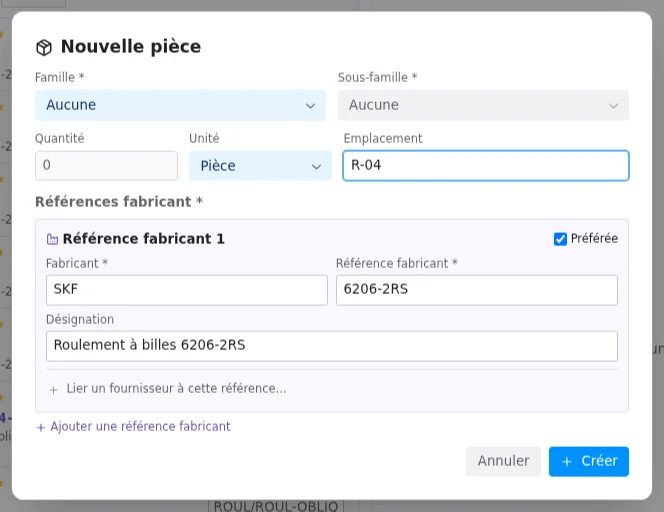 Nouvelle pièce
Famille * Sous-famille *
Aucune Aucune
Quantité Unité Emplacement
0 Pièce R-04
Références fabricant *
Référence fabricant 1 Préférée
Fabricant * Référence fabricant *
SKF 6206-2RS
Désignation
Roulement à billes 6206-2RS
+ Lier un fournisseur à cette référence...
+ Ajouter une référence fabricant
Annuler + Créer
ROUL/ROUL-OBLIO